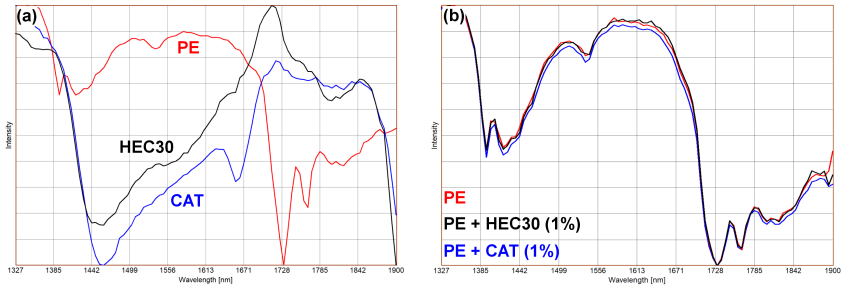 (a)
PE
HEC30
CAT
Intensity
1327 1385 1442 1499 1556 1613 1671 1728 1785 1842 1900
Wavelength [nm]
(b)
PE
PE + HEC30 (1%)
PE + CAT (1%)
Intensity
1327 1385 1442 1499 1556 1613 1671 1728 1785 1842 1900
Wavelength [nm]